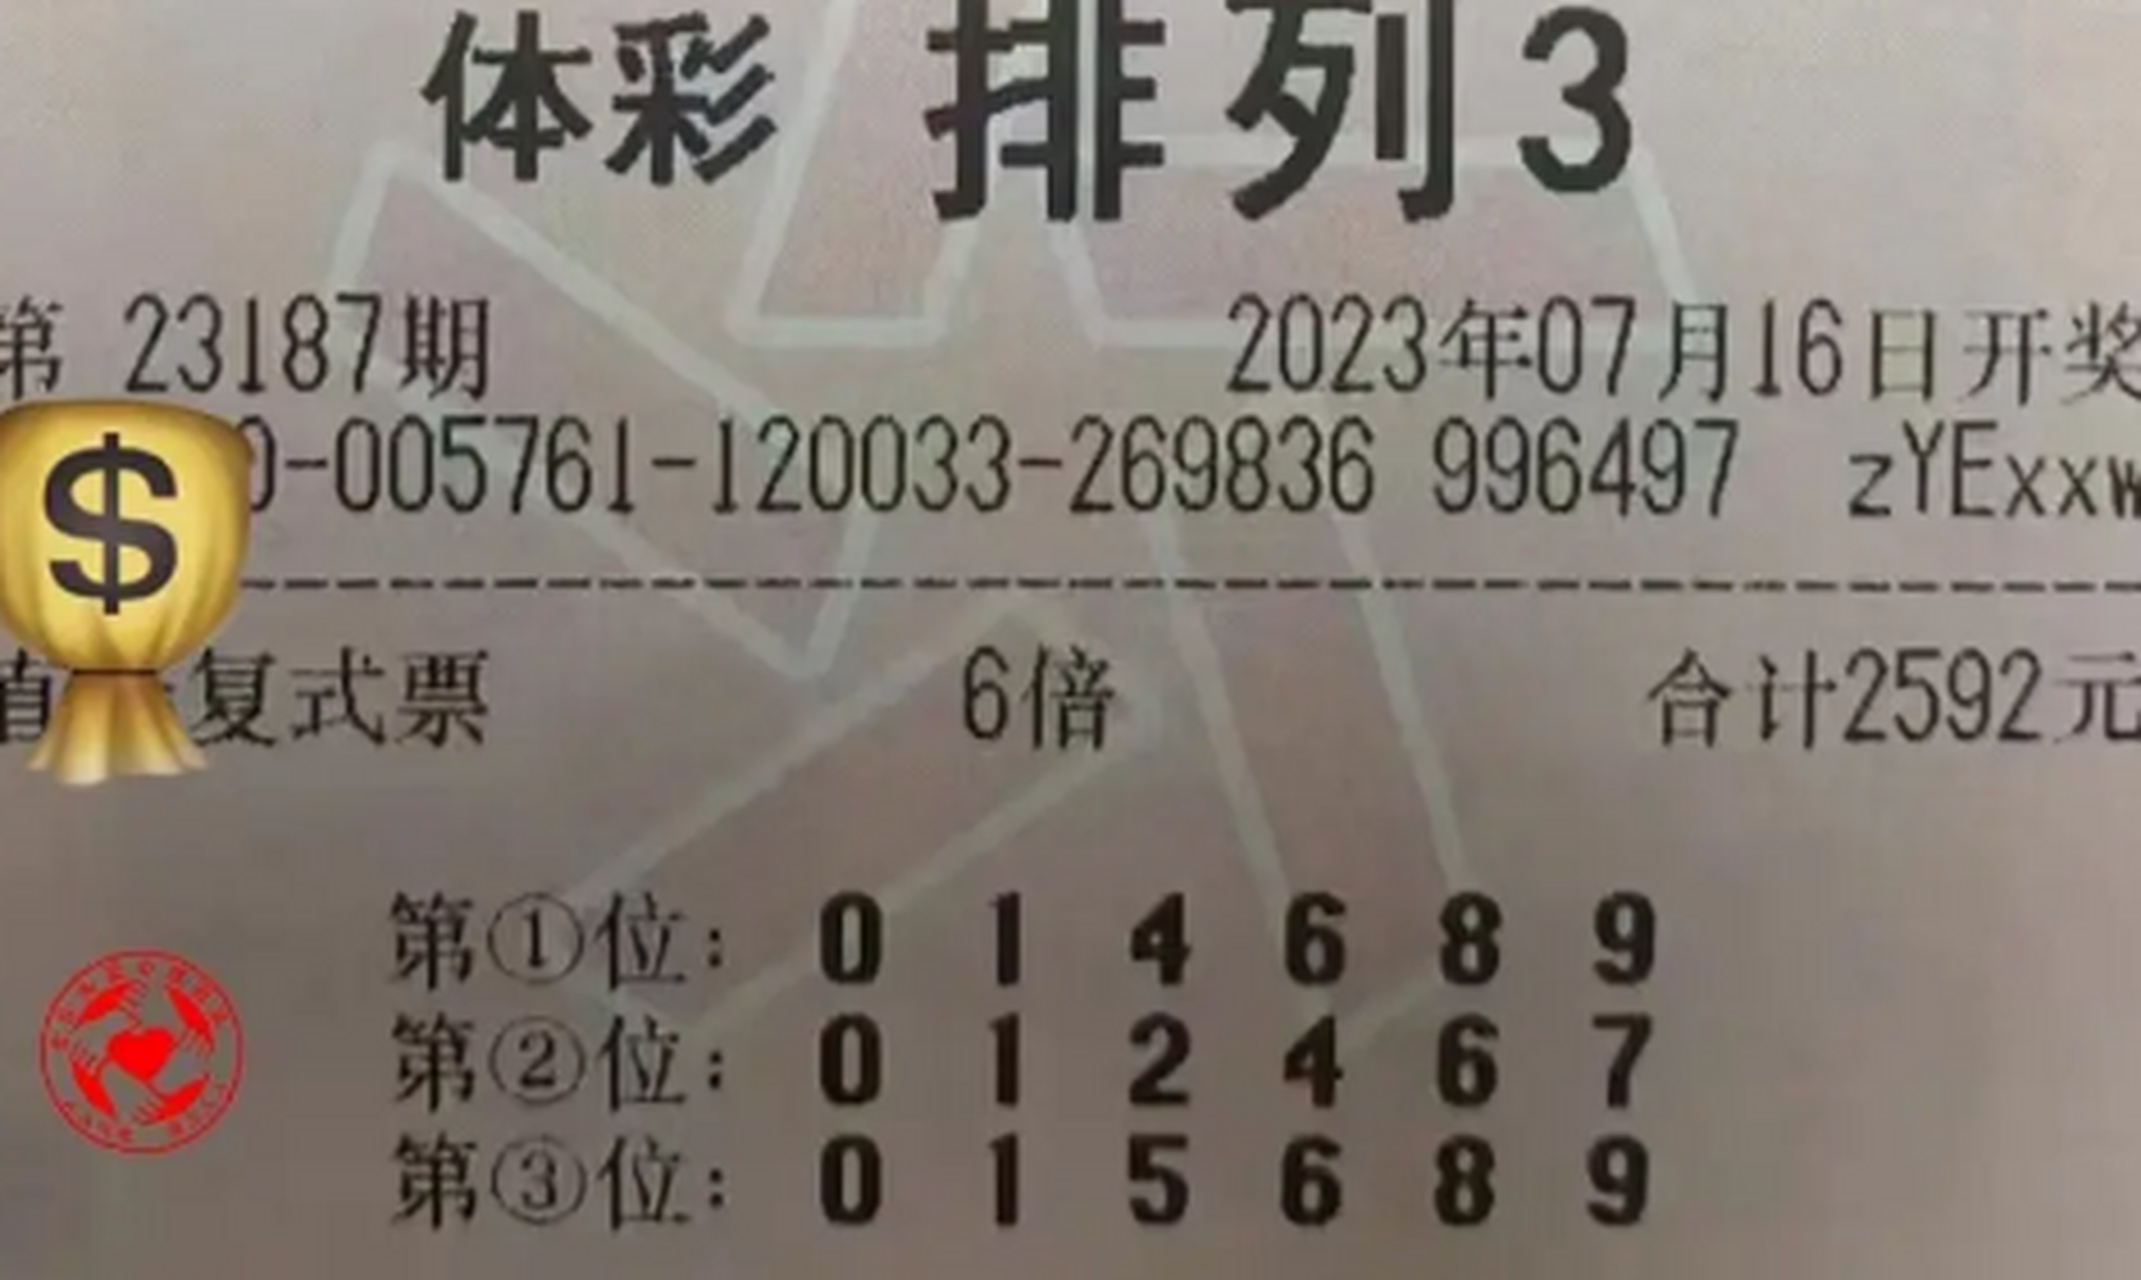 体彩 排列3
第 23187期 2023年07月16日开奖
0-005761-120033-269836 996497 zYExxw
复式票 6倍 合计2592元
第①位: 0 1 4 6 8 9
第②位: 0 1 2 4 6 7
第③位: 0 1 5 6 8 9